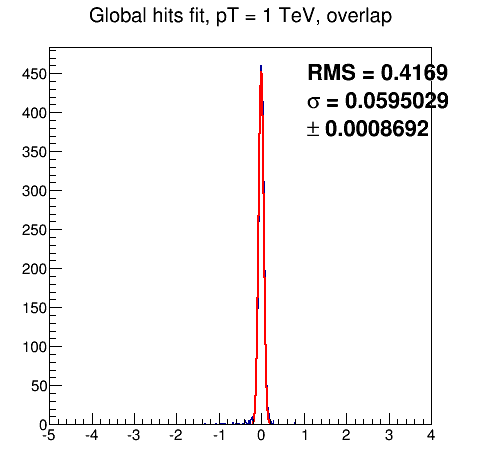 Global hits fit, pT = 1 TeV, overlap
RMS = 0.4169
σ = 0.0595029
± 0.0008692
450
400
350
300
250
200
150
100
50
0
-5 -4 -3 -2 -1 0 1 2 3 4